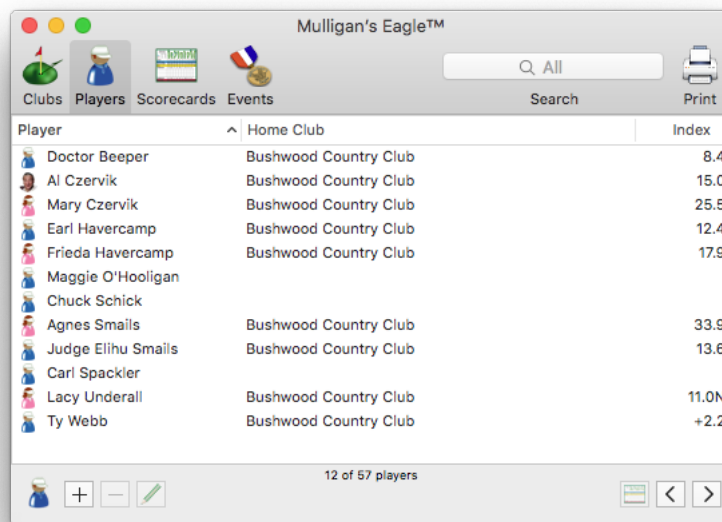 Mulligan's Eagle™
Clubs Players Scorecards Events All Search Print
Player Home Club Index
Doctor Beeper Bushwood Country Club 8.4
Al Czervik Bushwood Country Club 15.0
Mary Czervik Bushwood Country Club 25.5
Earl Havercamp Bushwood Country Club 12.4
Frieda Havercamp Bushwood Country Club 17.9
Maggie O'Hooligan
Chuck Schick
Agnes Smails Bushwood Country Club 33.9
Judge Elihu Smails Bushwood Country Club 13.6
Carl Spackler
Lacy Underall Bushwood Country Club 11.0N
Ty Webb Bushwood Country Club +2.2
12 of 57 players